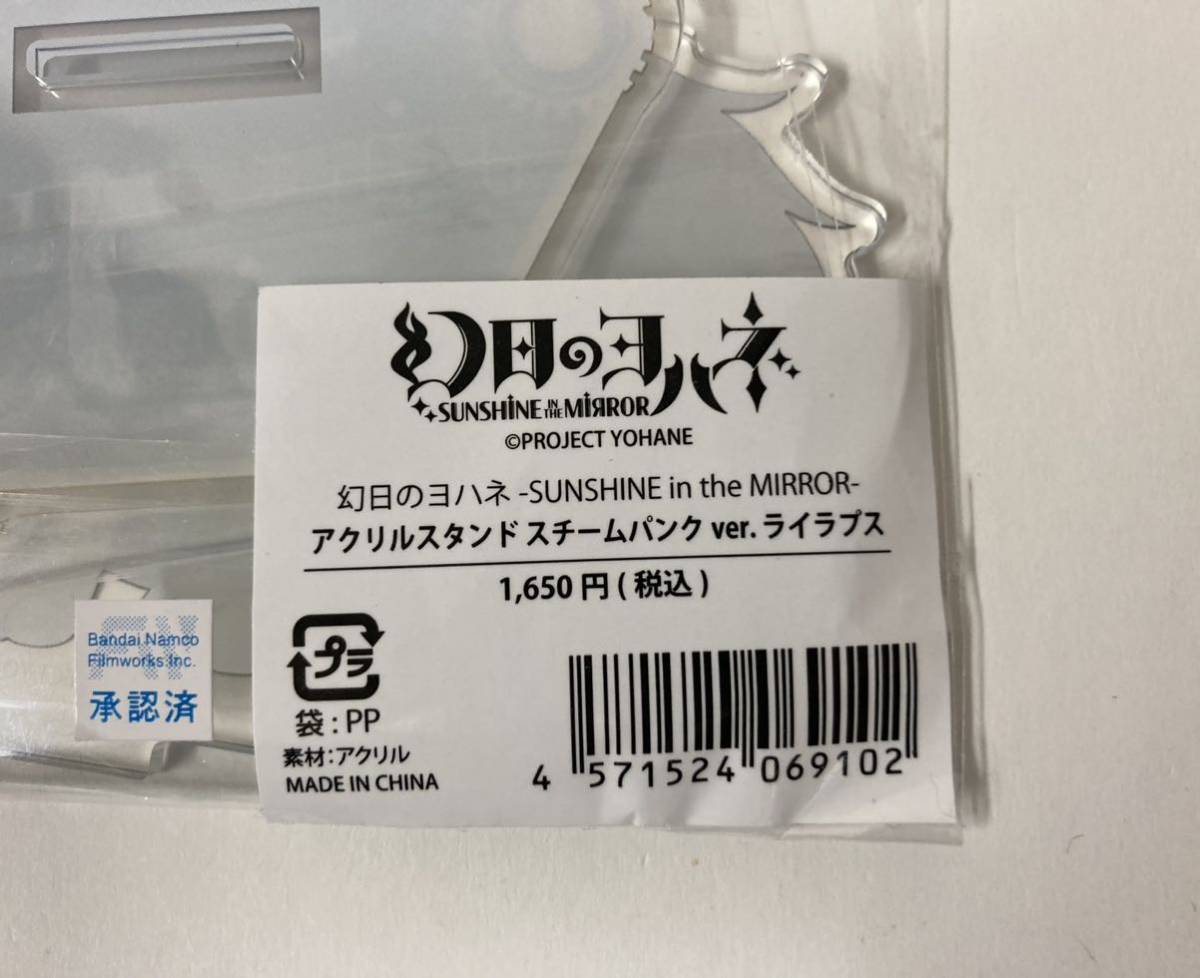 幻日のヨハネ
SUNSHINE IN THE MIRROR
©PROJECT YOHANE
幻日のヨハネ -SUNSHINE in the MIRROR-
アクリルスタンド スチームパンク ver. ライラプス
1,650 円 ( 税込 )
プラ
袋 : PP
素材：アクリル
MADE IN CHINA
4 571524 069102
Bandai Namco
Filmworks Inc.
承認済